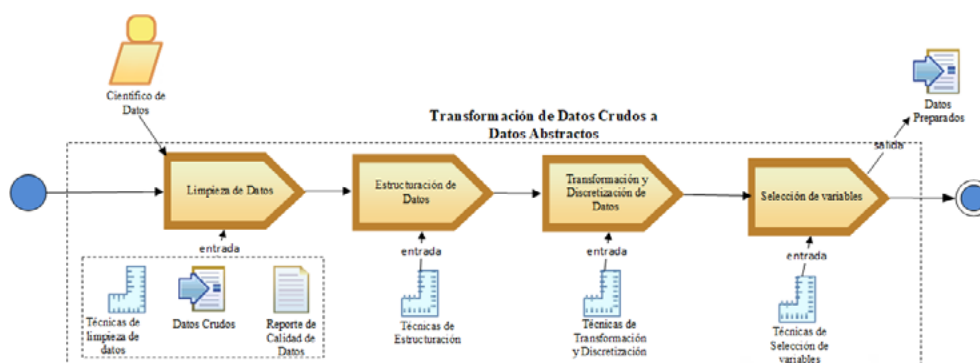 Científico de
Datos
Transformación de Datos Crudos a
Datos Abstractos
Datos
Preparados
salida
Limpieza de Datos
Estructuración de
Datos
Transformación y
Discretización de
Datos
Selección de variables
entrada
entrada
entrada
entrada
Técnicas de
limpieza de
datos
Datos Crudos
Reporte de
Calidad de
Datos
Técnicas de
Estructuración
Técnicas de
Transformación
y Discretización
Técnicas de
Selección de
variables